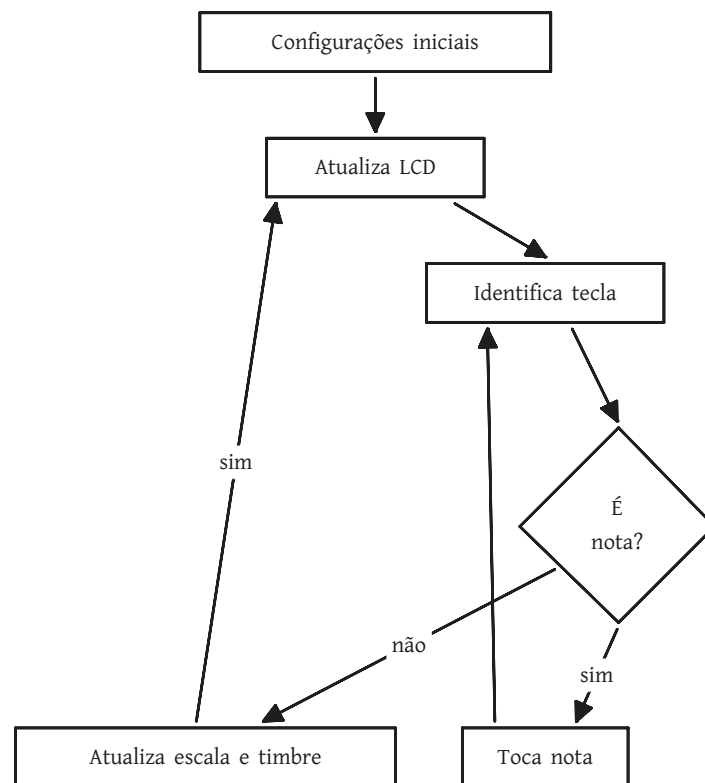 Configurações iniciais
Atualiza LCD
Identifica tecla
sim
É
nota?
não
sim
Atualiza escala e timbre
Toca nota